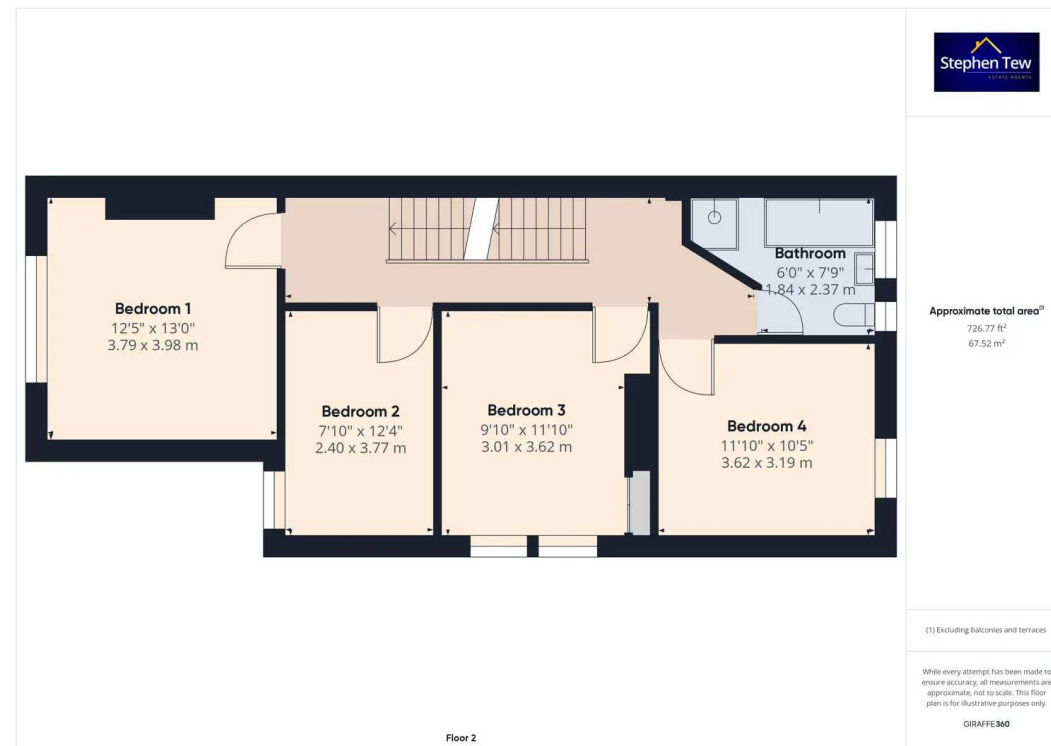 Stephen Tew
ESTATE AGENTS
Bedroom 1
12'5" x 13'0"
3.79 x 3.98 m
Bedroom 2
7'10" x 12'4"
2.40 x 3.77 m
Bedroom 3
9'10" x 11'10"
3.01 x 3.62 m
Bathroom
6'0" x 7'9"
1.84 x 2.37 m
Bedroom 4
11'10" x 10'5"
3.62 x 3.19 m
Floor 2
Approximate total area(1)
726.77 ft²
67.52 m²
(1) Excluding balconies and terraces
While every attempt has been made to
ensure accuracy, all measurements are
approximate, not to scale. This floor
plan is for illustrative purposes only.
GIRAFFE360